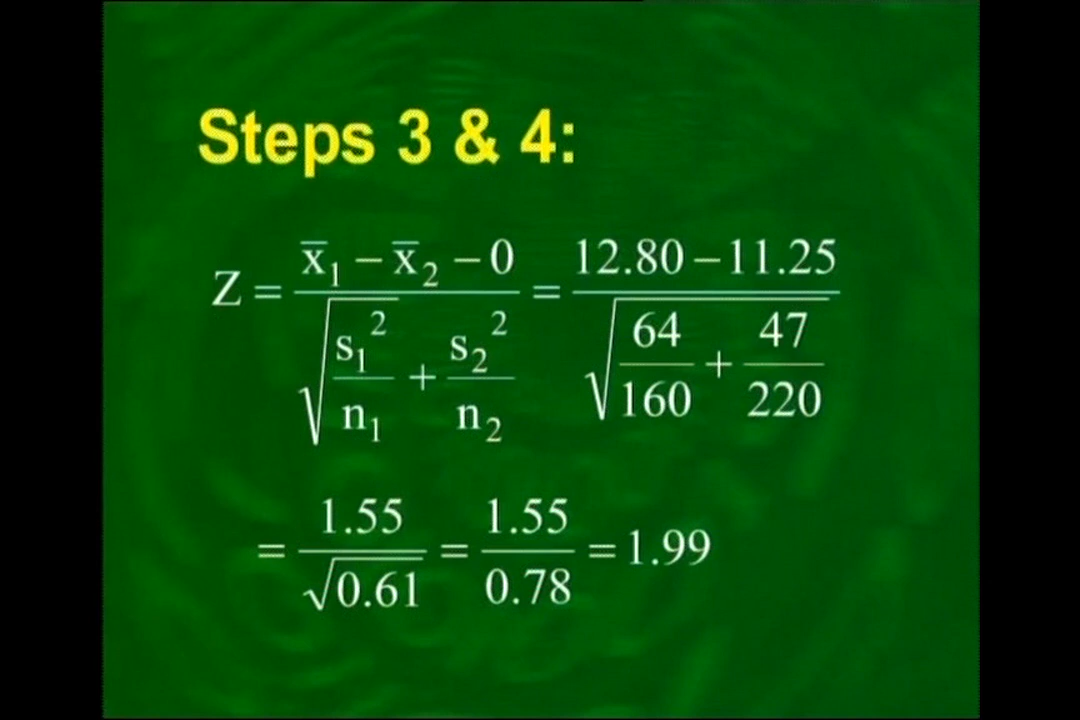 Steps 3 & 4:
Z = (x̄₁ – x̄₂ – 0) / √(s₁²/n₁ + s₂²/n₂) = (12.80 – 11.25) / √(64/160 + 47/220)
= 1.55/√0.61 = 1.55/0.78 = 1.99